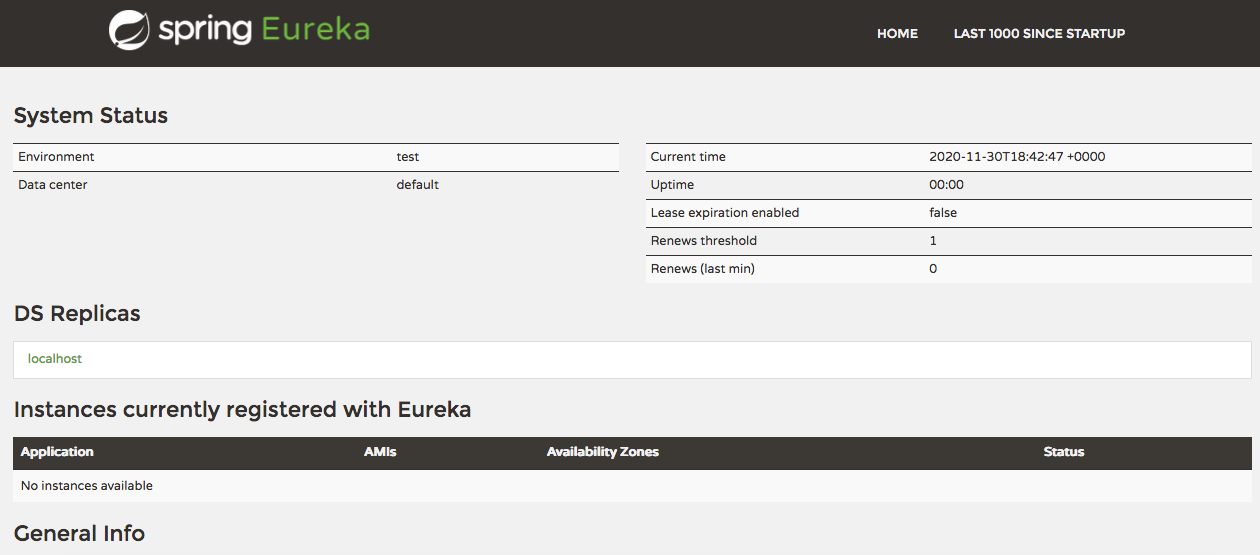 spring Eureka
HOME LAST 1000 SINCE STARTUP
System Status
Environment test
Data center default
Current time 2020-11-30T18:42:47 +0000
Uptime 00:00
Lease expiration enabled false
Renews threshold 1
Renews (last min) 0
DS Replicas
localhost
Instances currently registered with Eureka
Application AMIs Availability Zones Status
No instances available
General Info